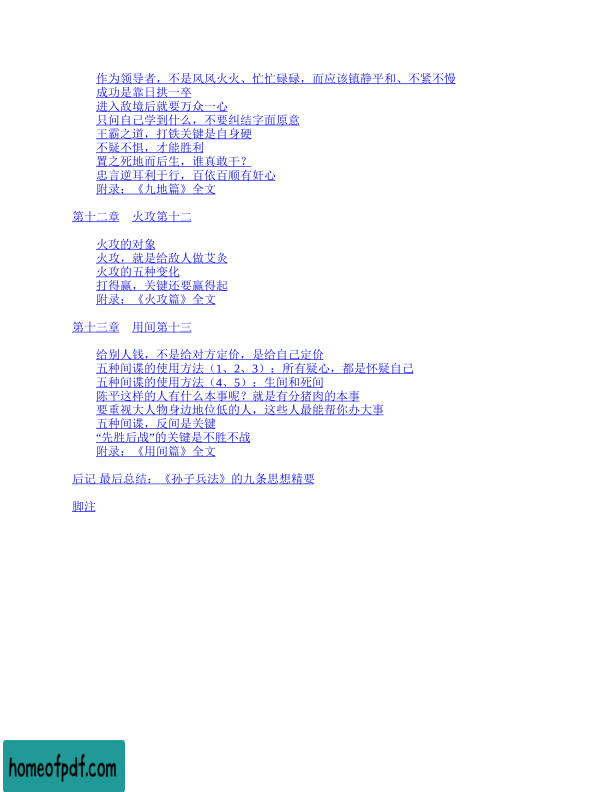 作为领导者，不是风风火火、忙忙碌碌，而应该镇静平和、不紧不慢
成功是靠日拱一卒
进入敌境后就要万众一心
只问自己学到什么，不要纠结字面原意
王霸之道，打铁关键是自身硬
不疑不惧，才能胜利
置之死地而后生，谁真敢干？
忠言逆耳利于行，百依百顺有奸心
附录：《九地篇》全文
第十二章 火攻第十二
火攻的对象
火攻，就是给敌人做艾灸
火攻的五种变化
打得赢，关键还要赢得起
附录：《火攻篇》全文
第十三章 用间第十三
给别人钱，不是给对方定价，是给自己定价
五种间谍的使用方法（1、2、3）：所有疑心，都是怀疑自己
五种间谍的使用方法（4、5）：生间和死间
陈平这样的人有什么本事呢？就是有分猪肉的本事
要重视大人物身边地位低的人，这些人最能帮你办大事
五种间谍，反间是关键
“先胜后战”的关键是不胜不战
附录：《用间篇》全文
后记 最后总结：《孙子兵法》的九条思想精要
脚注
homeofpdf.com